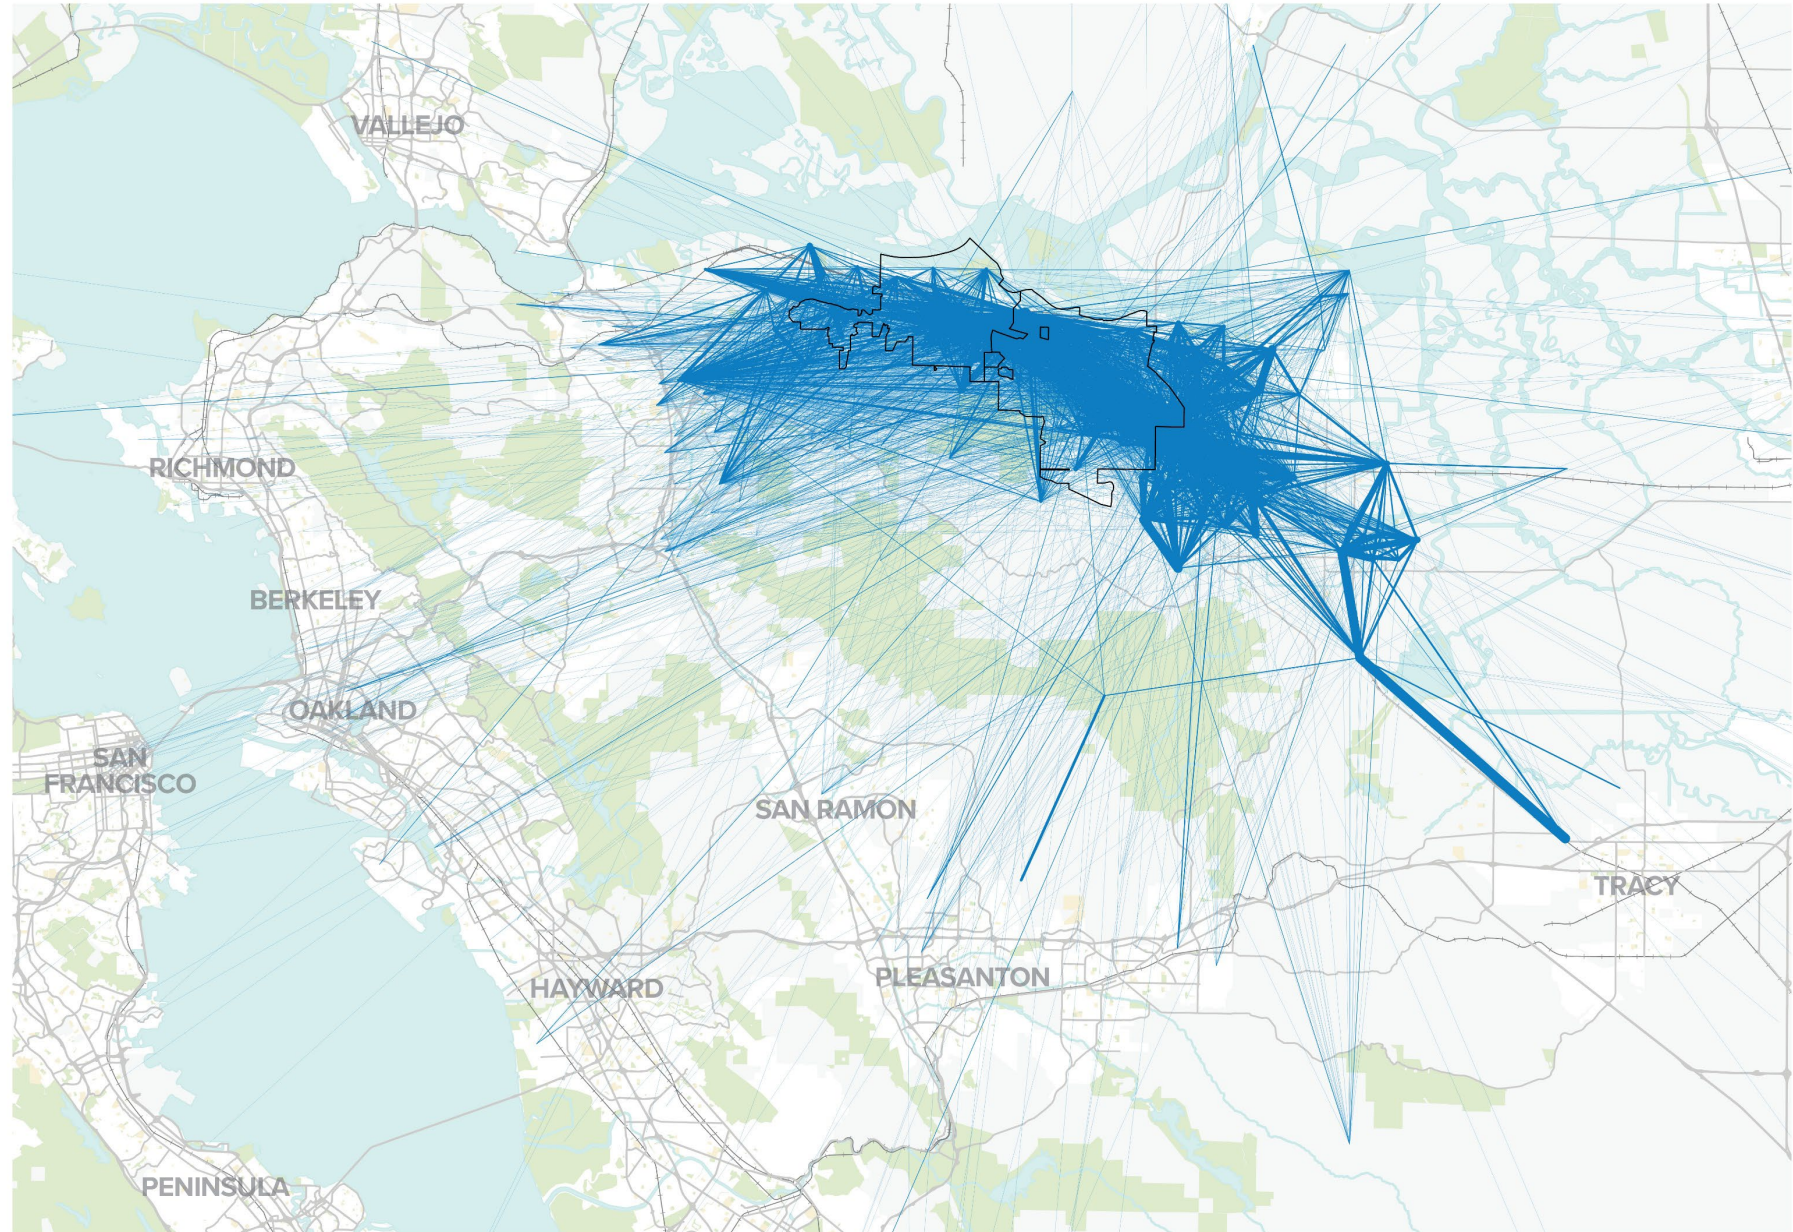 VALLEJO
RICHMOND
BERKELEY
OAKLAND
SAN
FRANCISCO
SAN RAMON
TRACY
PLEASANTON
HAYWARD
PENINSULA